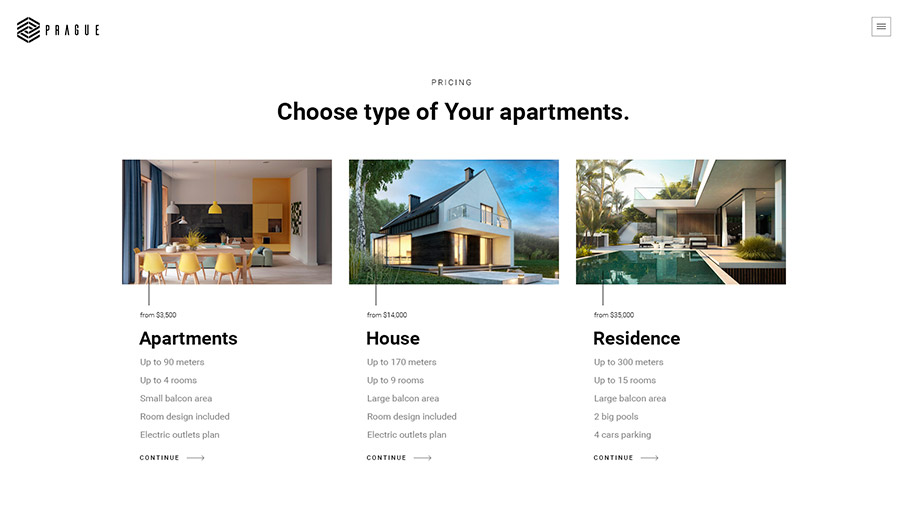 PRAGUE
PRICING
Choose type of Your apartments.
from $3,500
Apartments
Up to 90 meters
Up to 4 rooms
Small balcon area
Room design included
Electric outlets plan
CONTINUE
from $14,000
House
Up to 170 meters
Up to 9 rooms
Large balcon area
Room design included
Electric outlets plan
CONTINUE
from $35,000
Residence
Up to 300 meters
Up to 15 rooms
Large balcon area
2 big pools
4 cars parking
CONTINUE